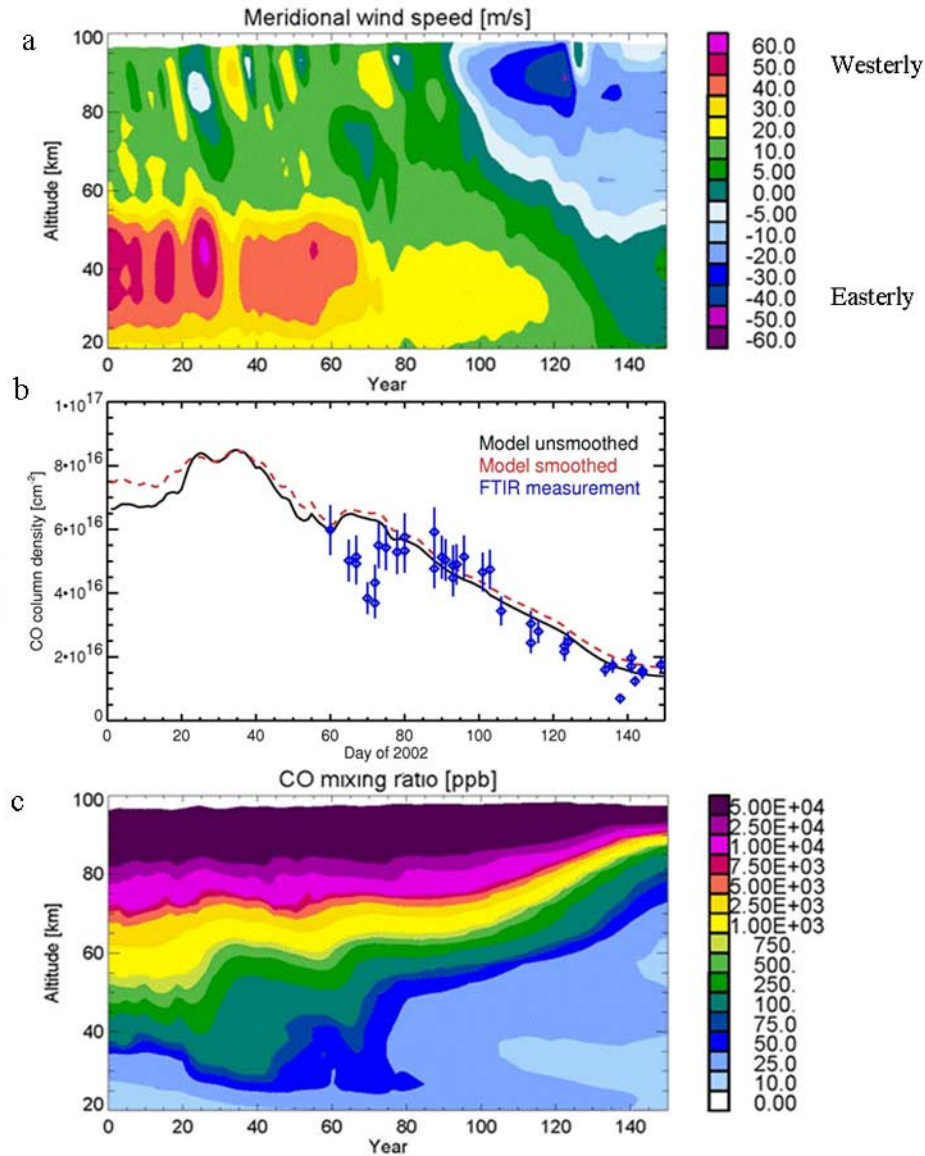 Meridional wind speed [m/s]
a
100
80
60
40
20
Altitude [km]
0 20 40 60 80 100 120 140
Year
60.0
50.0
40.0
30.0
20.0
10.0
5.00
0.00
-5.00
-10.0
-30.0
-40.0
-50.0
-60.0
Westerly
Easterly
b
1•10^17
8•10^16
6•10^16
4•10^16
2•10^16
0
CO column density [cm^-2]
Model unsmoothed
Model smoothed
FTIR measurement
0 20 40 60 80 100 120 140
Day of 2002
CO mixing ratio [ppb]
c
100
80
60
40
20
Altitude [km]
0 20 40 60 80 100 120 140
Year
5.00E+04
2.50E+04
1.00E+04
7.50E+03
5.00E+03
2.50E+03
1.00E+03
750.
500.
250.
100.
75.0
50.0
25.0
10.0
0.00